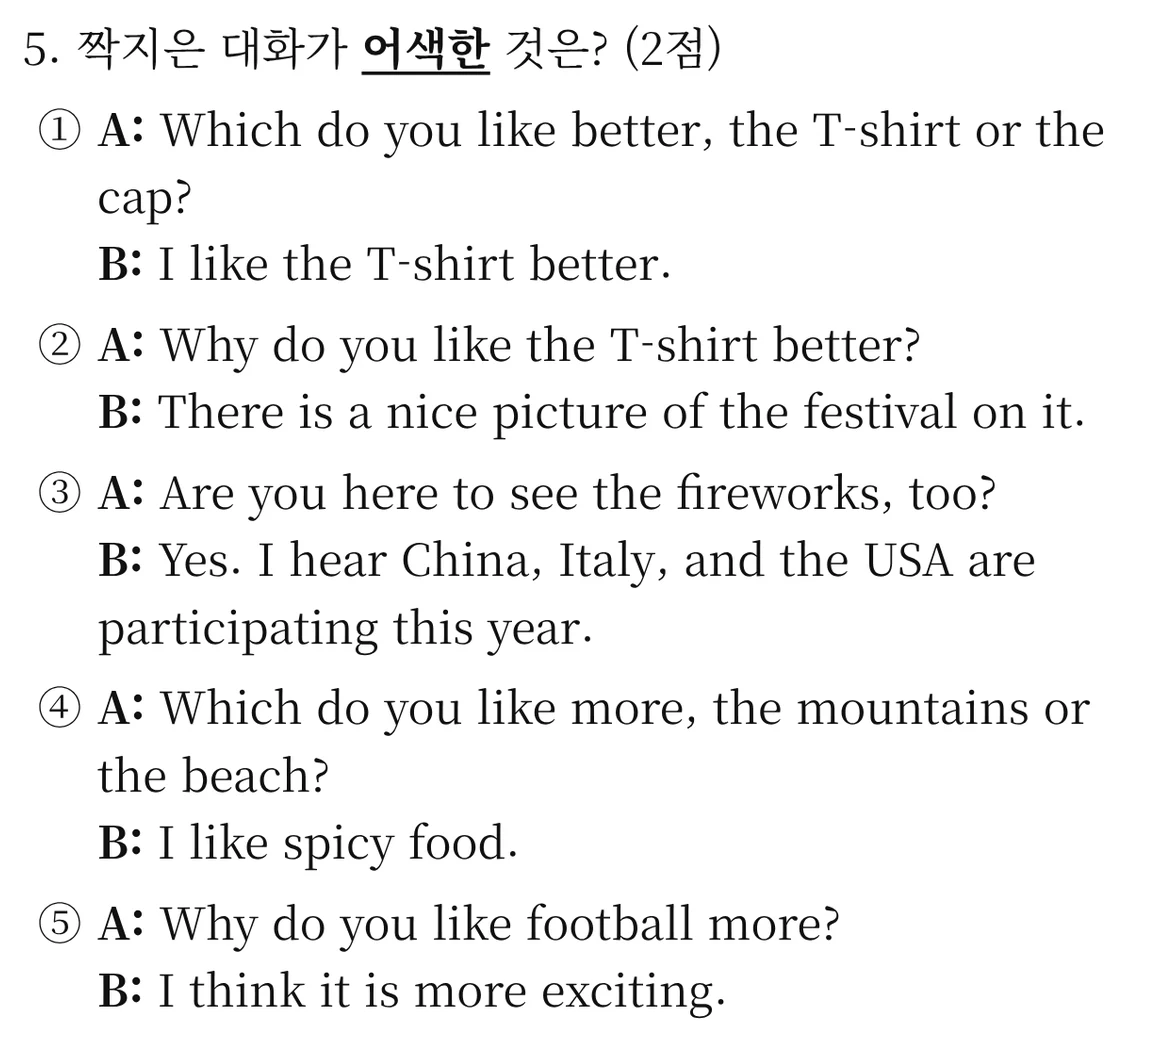 5. 짝지은 대화가 어색한 것은? (2점)
① A: Which do you like better, the T-shirt or the
cap?
B: I like the T-shirt better.
② A: Why do you like the T-shirt better?
B: There is a nice picture of the festival on it.
③ A: Are you here to see the fireworks, too?
B: Yes. I hear China, Italy, and the USA are
participating this year.
④ A: Which do you like more, the mountains or
the beach?
B: I like spicy food.
⑤ A: Why do you like football more?
B: I think it is more exciting.